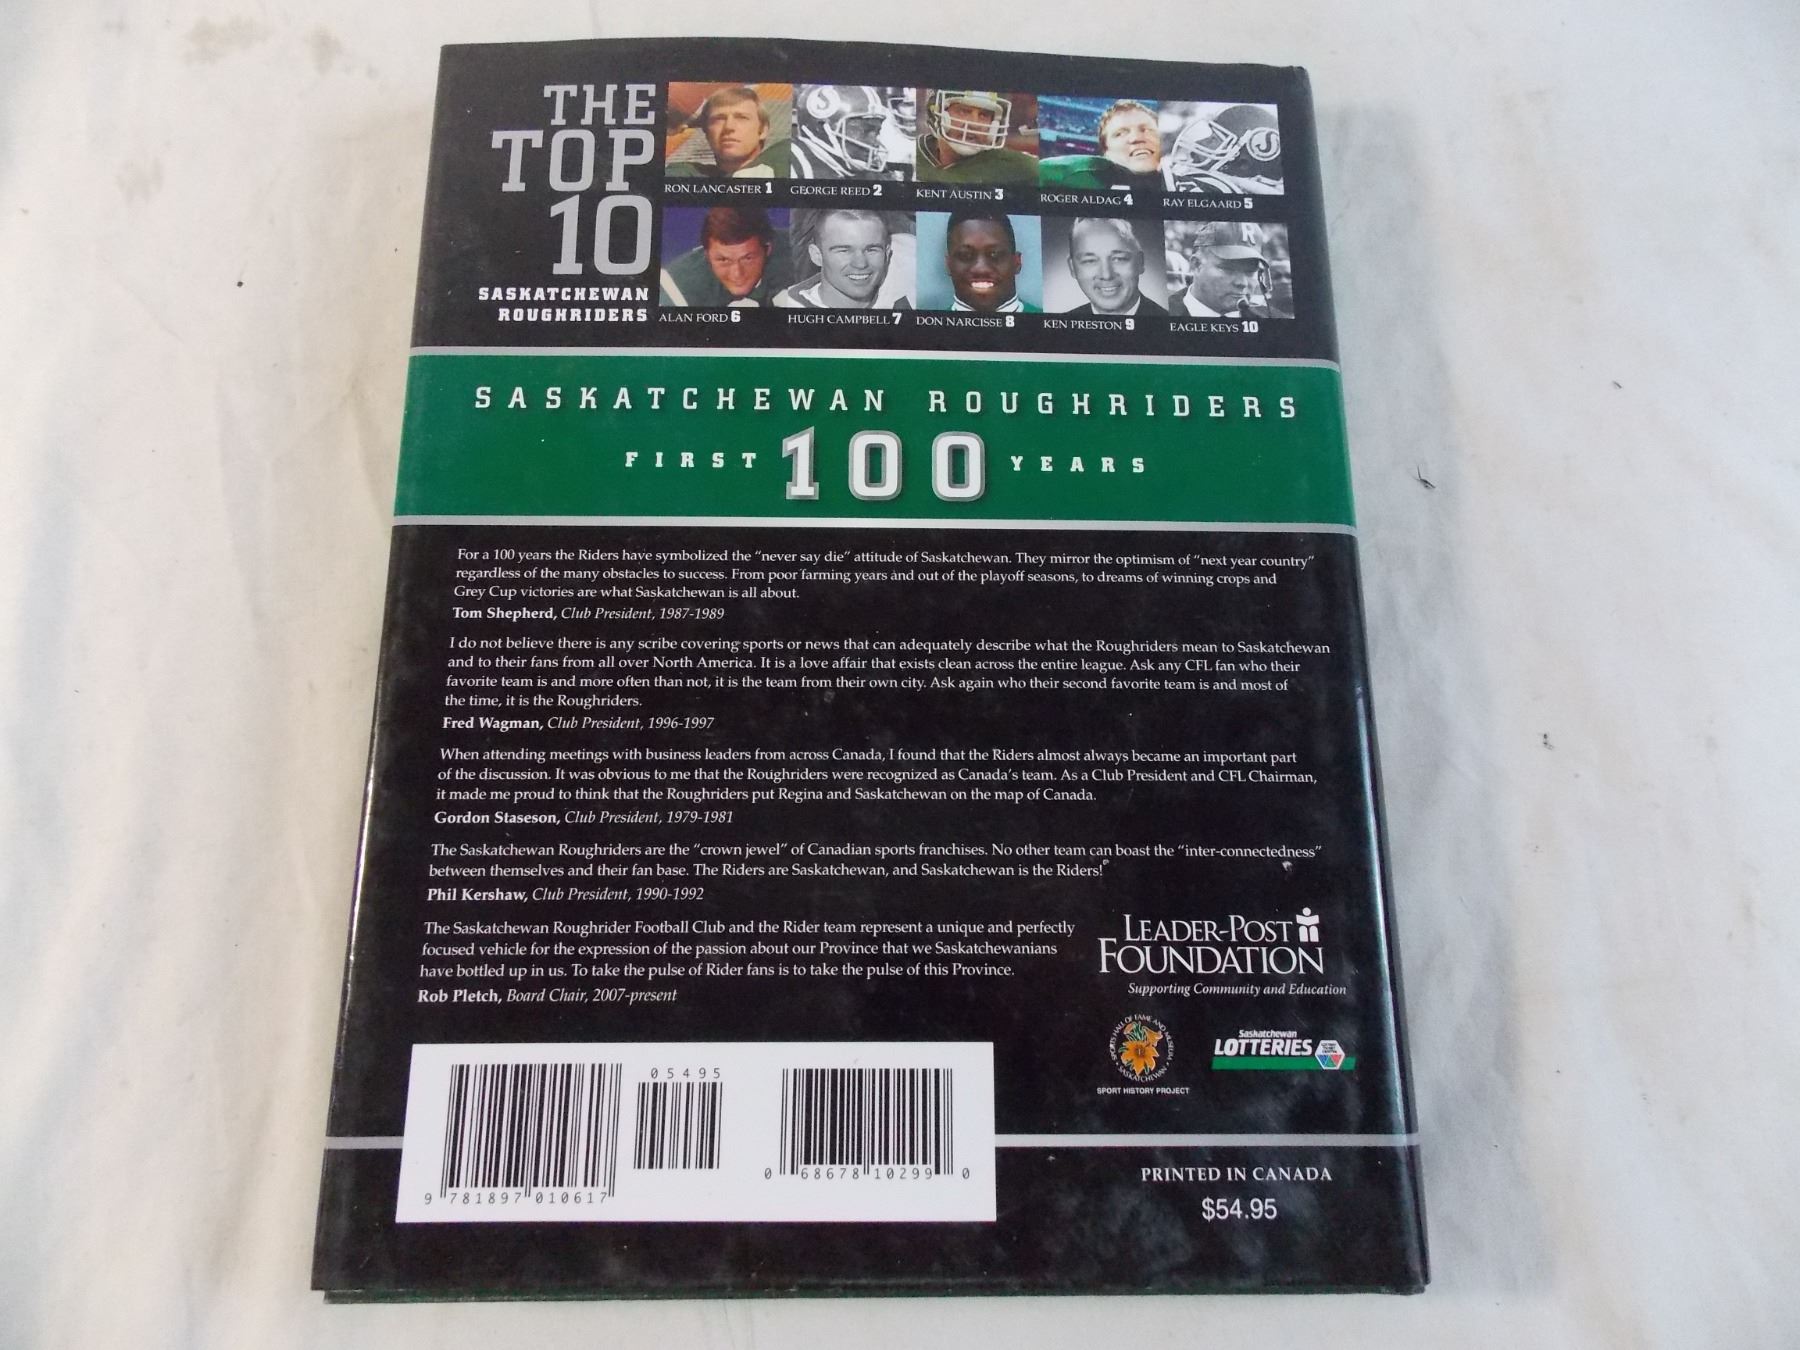 THE
TOP
10
SASKATCHEWAN
ROUGHRIDERS
RON LANCASTER 1 GEORGE REED 2 KENT AUSTIN 3 ROGER ALDAG 4 RAY ELGAARD 5
ALAN FORD 6 HUGH CAMPBELL 7 DON NARCISSE 8 KEN PRESTON 9 EAGLE KEYS 10
SASKATCHEWAN ROUGHRIDERS
FIRST 100 YEARS
For a 100 years the Riders have symbolized the “never say die” attitude of Saskatchewan. They mirror the optimism of “next year country”
regardless of the many obstacles to success. From poor farming years and out of the playoff seasons, to dreams of winning crops and
Grey Cup victories are what Saskatchewan is all about.
Tom Shepherd, Club President, 1987-1989
I do not believe there is any scribe covering sports or news that can adequately describe what the Roughriders mean to Saskatchewan
and to their fans from all over North America. It is a love affair that exists clean across the entire league. Ask any CFL fan who their
favorite team is and more often than not, it is the team from their own city. Ask again who their second favorite team is and most of
the time, it is the Roughriders.
Fred Wagman, Club President, 1996-1997
When attending meetings with business leaders from across Canada, I found that the Riders almost always became an important part
of the discussion. It was obvious to me that the Roughriders were recognized as Canada’s team. As a Club President and CFL Chairman,
it made me proud to think that the Roughriders put Regina and Saskatchewan on the map of Canada.
Gordon Staseson, Club President, 1979-1981
The Saskatchewan Roughriders are the “crown jewel” of Canadian sports franchises. No other team can boast the “inter-connectedness”
between themselves and their fan base. The Riders are Saskatchewan, and Saskatchewan is the Riders!
Phil Kershaw, Club President, 1990-1992
The Saskatchewan Roughrider Football Club and the Rider team represent a unique and perfectly
focused vehicle for the expression of the passion about our Province that we Saskatchewanians
have bottled up in us. To take the pulse of Rider fans is to take the pulse of this Province.
Rob Pletch, Board Chair, 2007-present
LEADER-POST
FOUNDATION
Supporting Community and Education
SPORTS HALL OF FAME AND MUSEUM
SASKATCHEWAN
SPORT HISTORY PROJECT
Saskatchewan
LOTTERIES
05495
9 781897 010617
0 68678 10299 0
PRINTED IN CANADA
$54.95